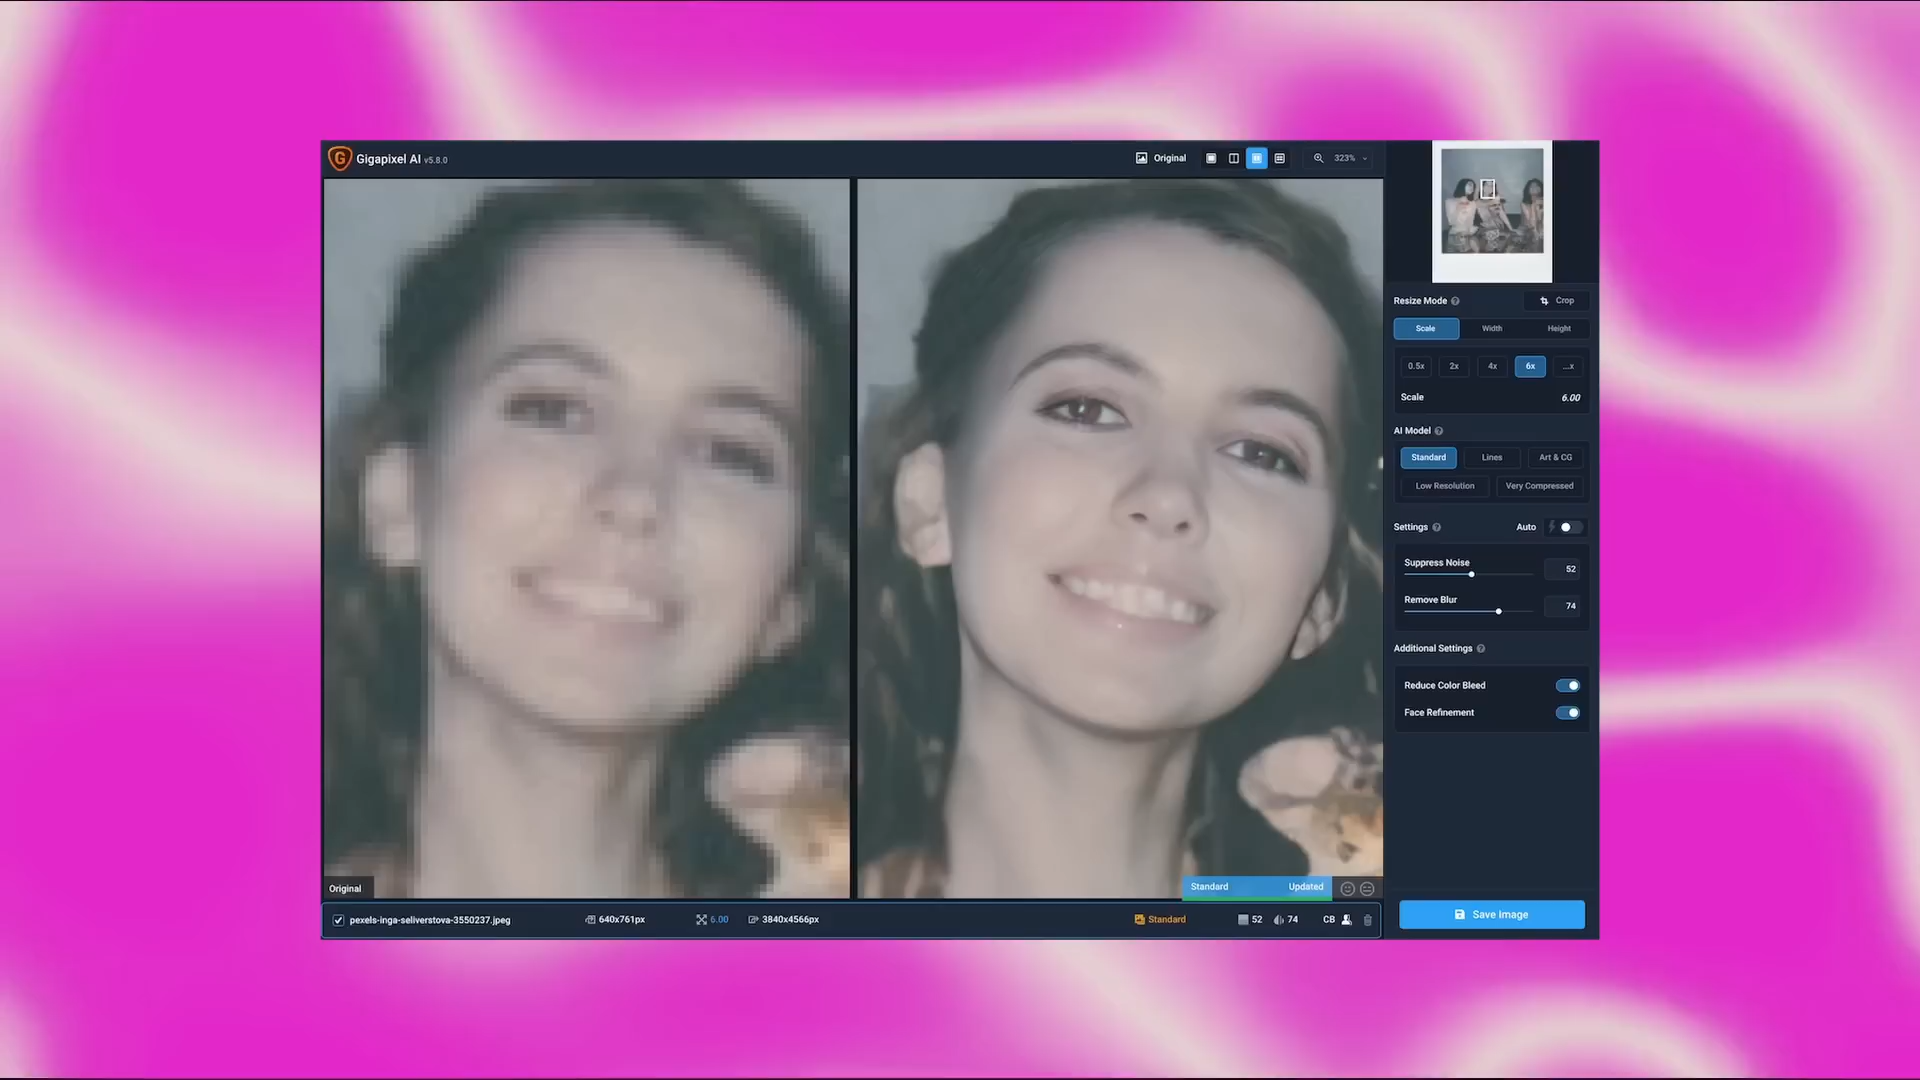 Gigapixel AI v5.8.0
Original
323%
Resize Mode
Crop
Scale Width Height
0.5x 2x 4x 6x ...x
Scale 6.00
AI Model
Standard Lines Art & CG
Low Resolution Very Compressed
Settings Auto
Suppress Noise 52
Remove Blur 74
Additional Settings
Reduce Color Bleed
Face Refinement
Original
Standard Updated
pexels-inga-seliverstova-3550237.jpeg 640x761px 6.00 3840x4566px Standard 52 74 CB
Save Image